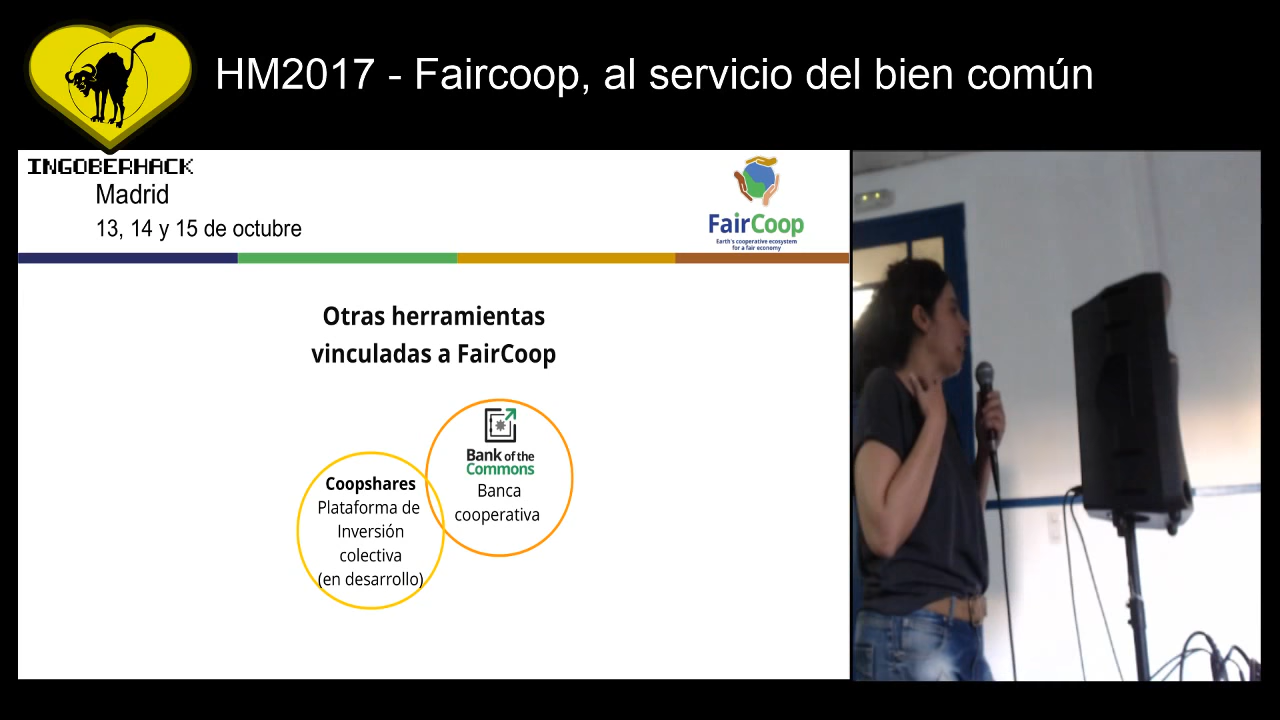 HM2017 - Faircoop, al servicio del bien común
INGOBERHACK
Madrid
13, 14 y 15 de octubre
FairCoop
Earth's cooperative ecosystem
for a fair economy
Otras herramientas
vinculadas a FairCoop
Bank of the
Commons
Banca
cooperativa
Coopshares
Plataforma de
Inversión
colectiva
(en desarrollo)